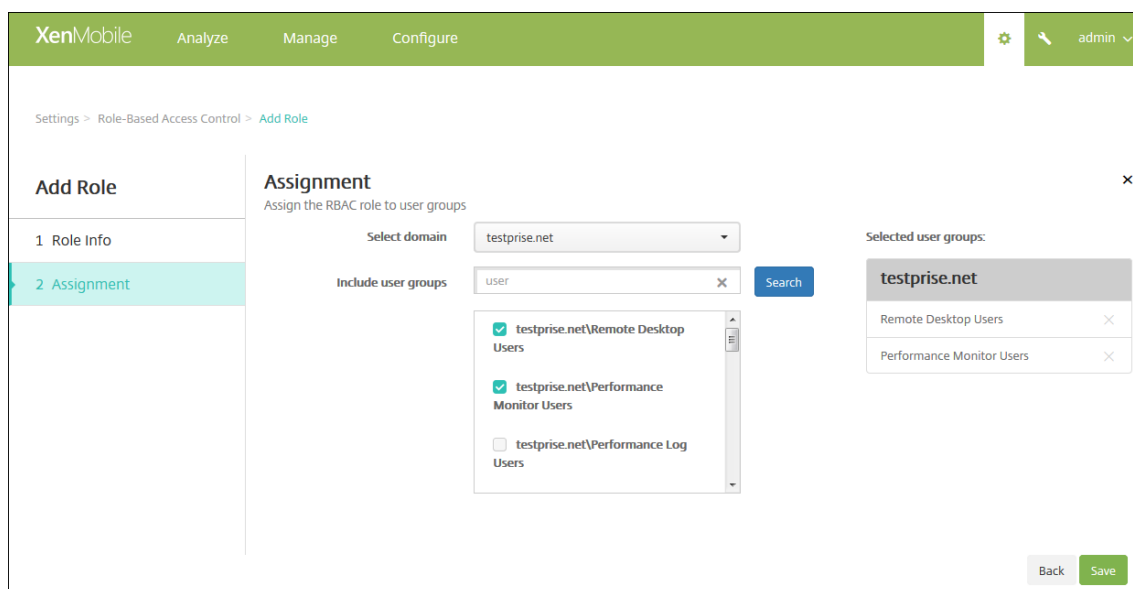 XenMobile Analyze Manage Configure admin
Settings > Role-Based Access Control > Add Role
Add Role
1 Role Info
2 Assignment
Assignment
Assign the RBAC role to user groups
Select domain testprise.net
Include user groups user Search
testprise.net\Remote Desktop
Users
testprise.net\Performance
Monitor Users
testprise.net\Performance Log
Users
Selected user groups:
testprise.net
Remote Desktop Users
Performance Monitor Users
Back Save